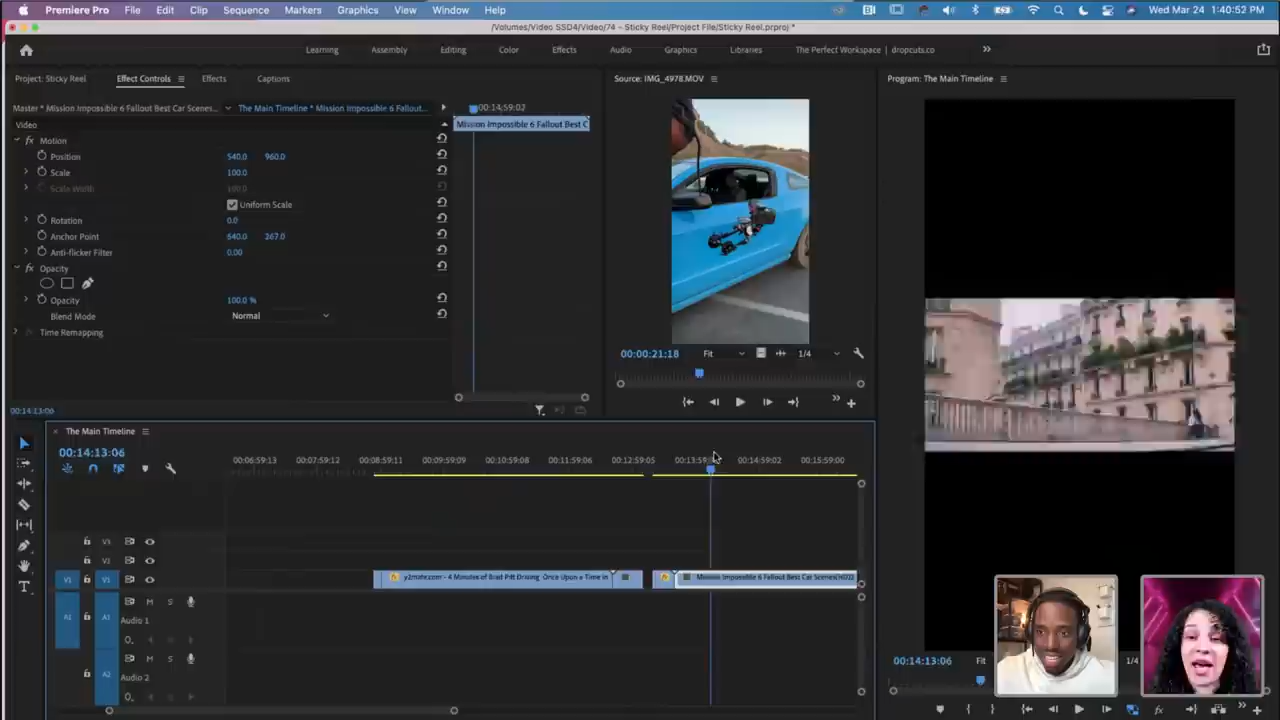 Premiere Pro File Edit Clip Sequence Markers Graphics View Window Help Wed Mar 24 1:40:52 PM
/Volumes/Video SSD4/Video/74 – Sticky Reel/Project File/Sticky Reel.prproj *
Learning Assembly Editing Color Effects Audio Graphics Libraries The Perfect Workspace | dropcuts.co
Project: Sticky Reel Effect Controls Effects Captions Source: IMG_4978.MOV Program: The Main Timeline
Master * Mission Impossible 6 Fallout Best Car Scenes... The Main Timeline * Mission Impossible 6 Fallout... 00:14:59:02
Video Mission Impossible 6 Fallout Best C
fx Motion
Position 540.0 960.0
Scale 100.0
Scale Width 100.0
Uniform Scale
Rotation 0.0
Anchor Point 640.0 267.0
Anti-flicker Filter 0.00
fx Opacity
Opacity 100.0 %
Blend Mode Normal
Time Remapping
00:00:21:18 Fit 1/4
00:14:13:06
The Main Timeline
00:14:13:06
00:06:59:13 00:07:59:12 00:08:59:11 00:09:59:09 00:10:59:08 00:11:59:06 00:12:59:05 00:13:59 00:14:59:02 00:15:59:00
V3
V2
V1 V1 fx y2mate.com - 4 Minutes of Brad Pitt Driving Once Upon a Time in fx Mission Impossible 6 Fallout Best Car Scenes(HD)
M S
A1 A1 Audio 1
M S
A2 Audio 2
00:14:13:06 Fit 1/4
fx